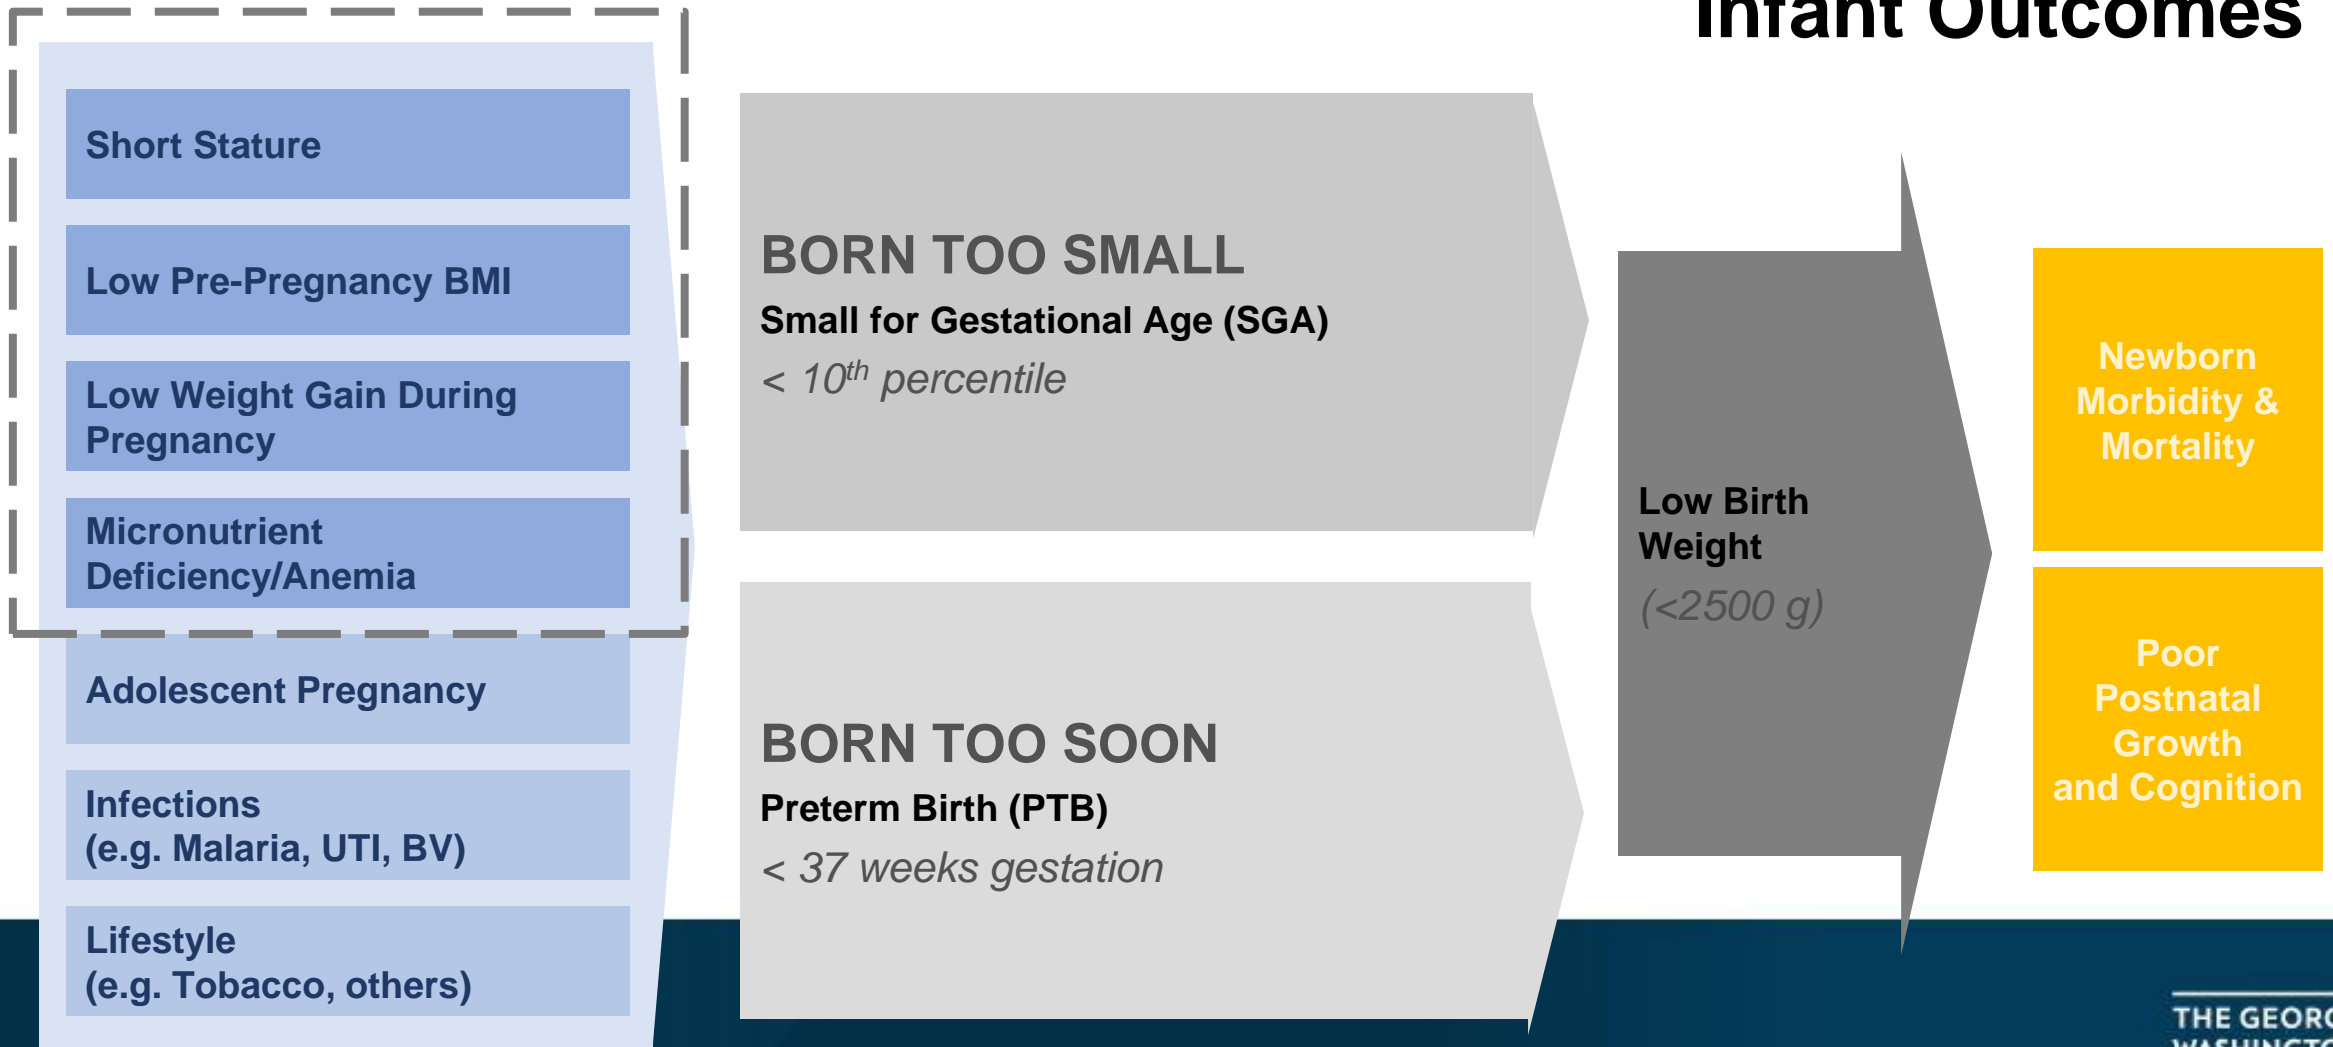 Infant Outcomes
Short Stature
Low Pre-Pregnancy BMI
Low Weight Gain During
Pregnancy
Micronutrient
Deficiency/Anemia
Adolescent Pregnancy
Infections
(e.g. Malaria, UTI, BV)
Lifestyle
(e.g. Tobacco, others)
BORN TOO SMALL
Small for Gestational Age (SGA)
< 10th percentile
BORN TOO SOON
Preterm Birth (PTB)
< 37 weeks gestation
Low Birth
Weight
(<2500 g)
Newborn
Morbidity &
Mortality
Poor
Postnatal
Growth
and Cognition
THE